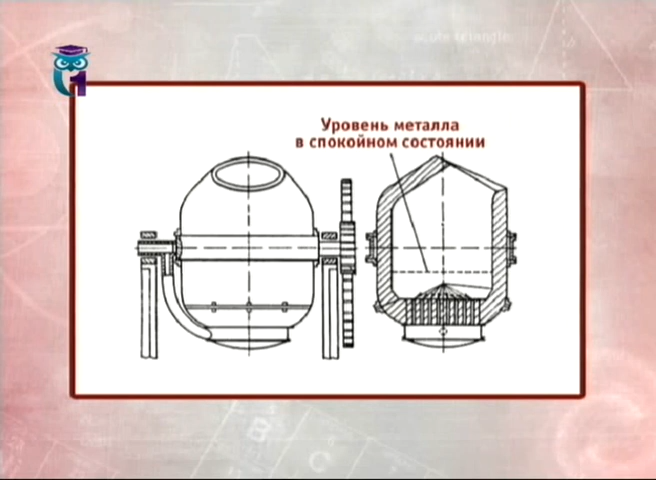 Уровень металла
в спокойном состоянии